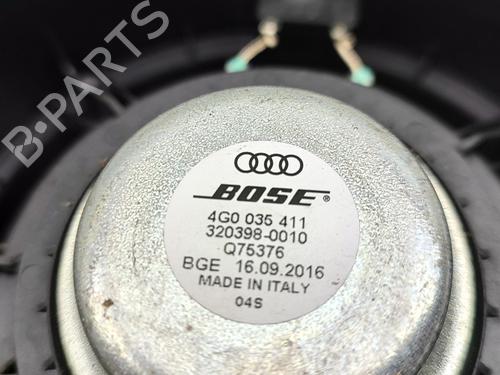 B-PARTS
BOSE®
4G0 035 411
320398-0010
Q75376
BGE 16.09.2016
MADE IN ITALY
04S